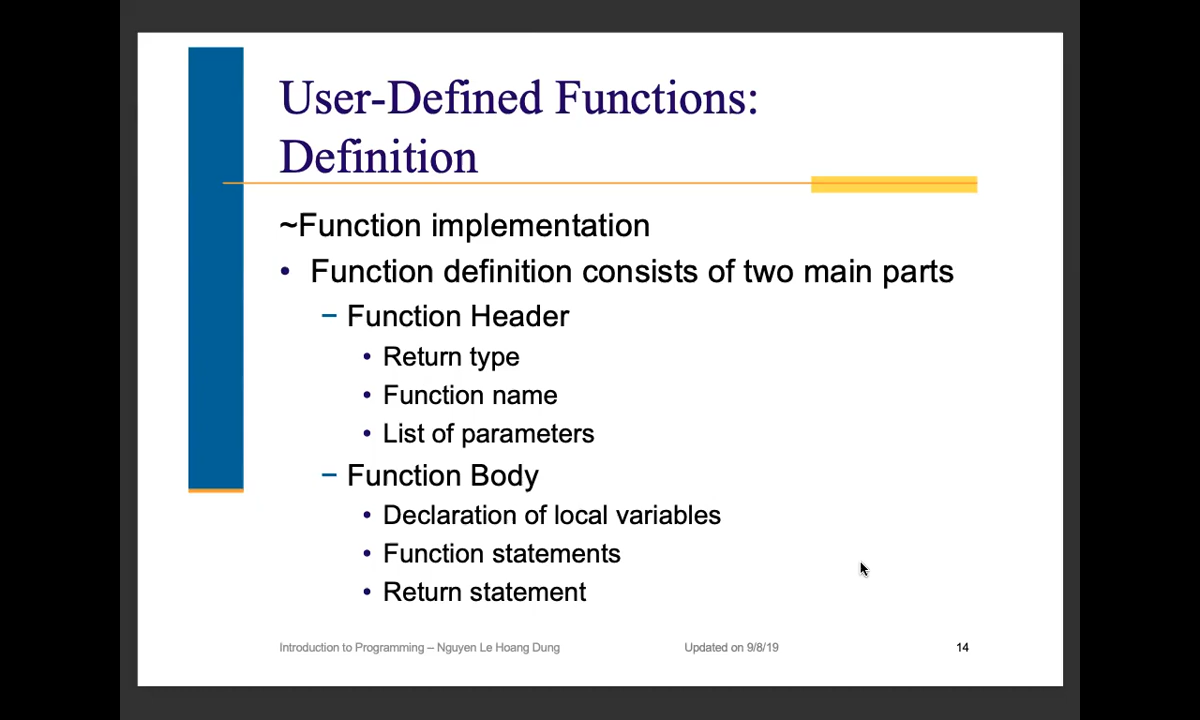 User-Defined Functions:
Definition
~Function implementation
• Function definition consists of two main parts
– Function Header
• Return type
• Function name
• List of parameters
– Function Body
• Declaration of local variables
• Function statements
• Return statement
Introduction to Programming – Nguyen Le Hoang Dung Updated on 9/8/19 14